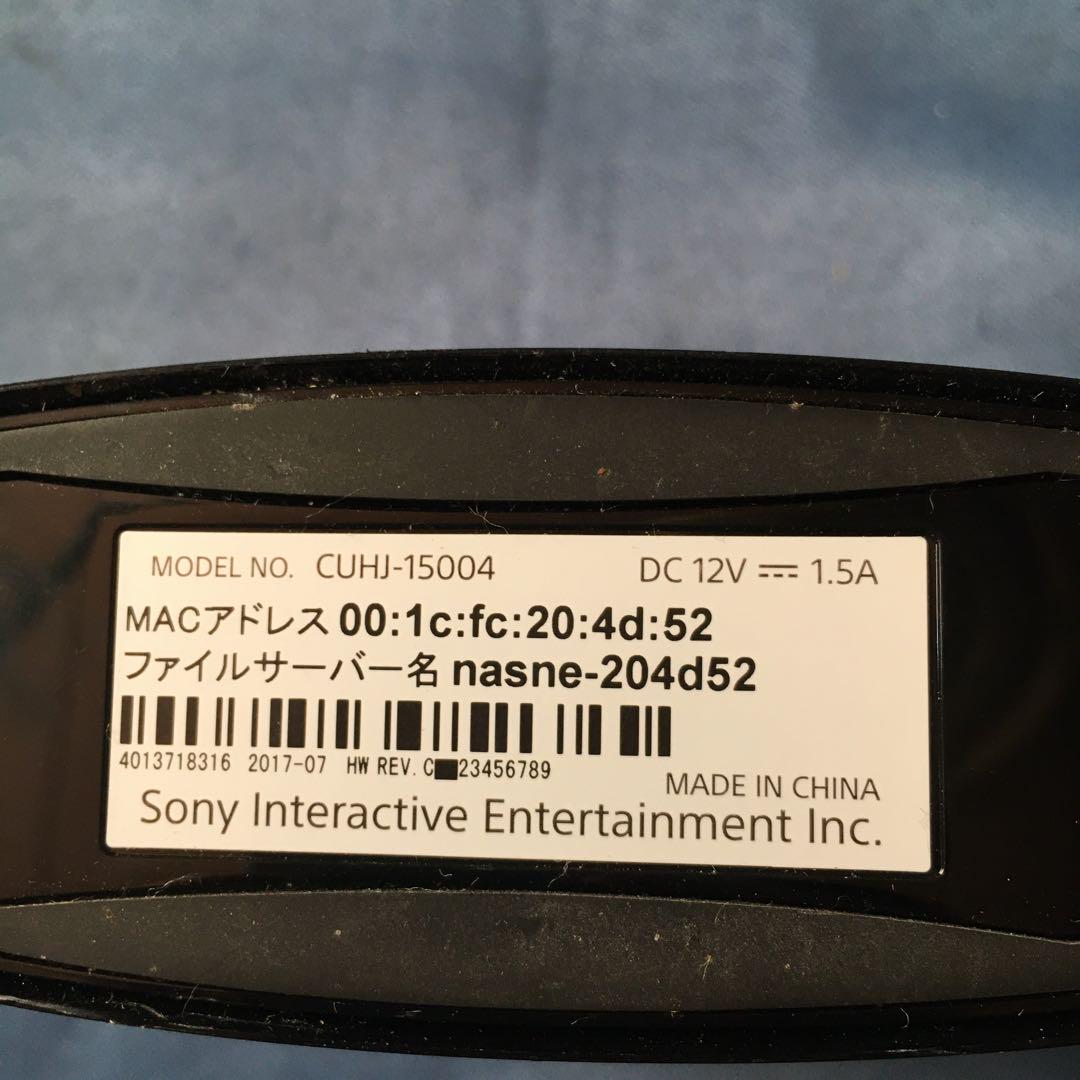 MODEL NO. CUHJ-15004 DC 12V ⎓ 1.5A
MACアドレス 00:1c:fc:20:4d:52
ファイルサーバー名 nasne-204d52
4013718316 2017-07 HW REV. C■23456789
MADE IN CHINA
Sony Interactive Entertainment Inc.